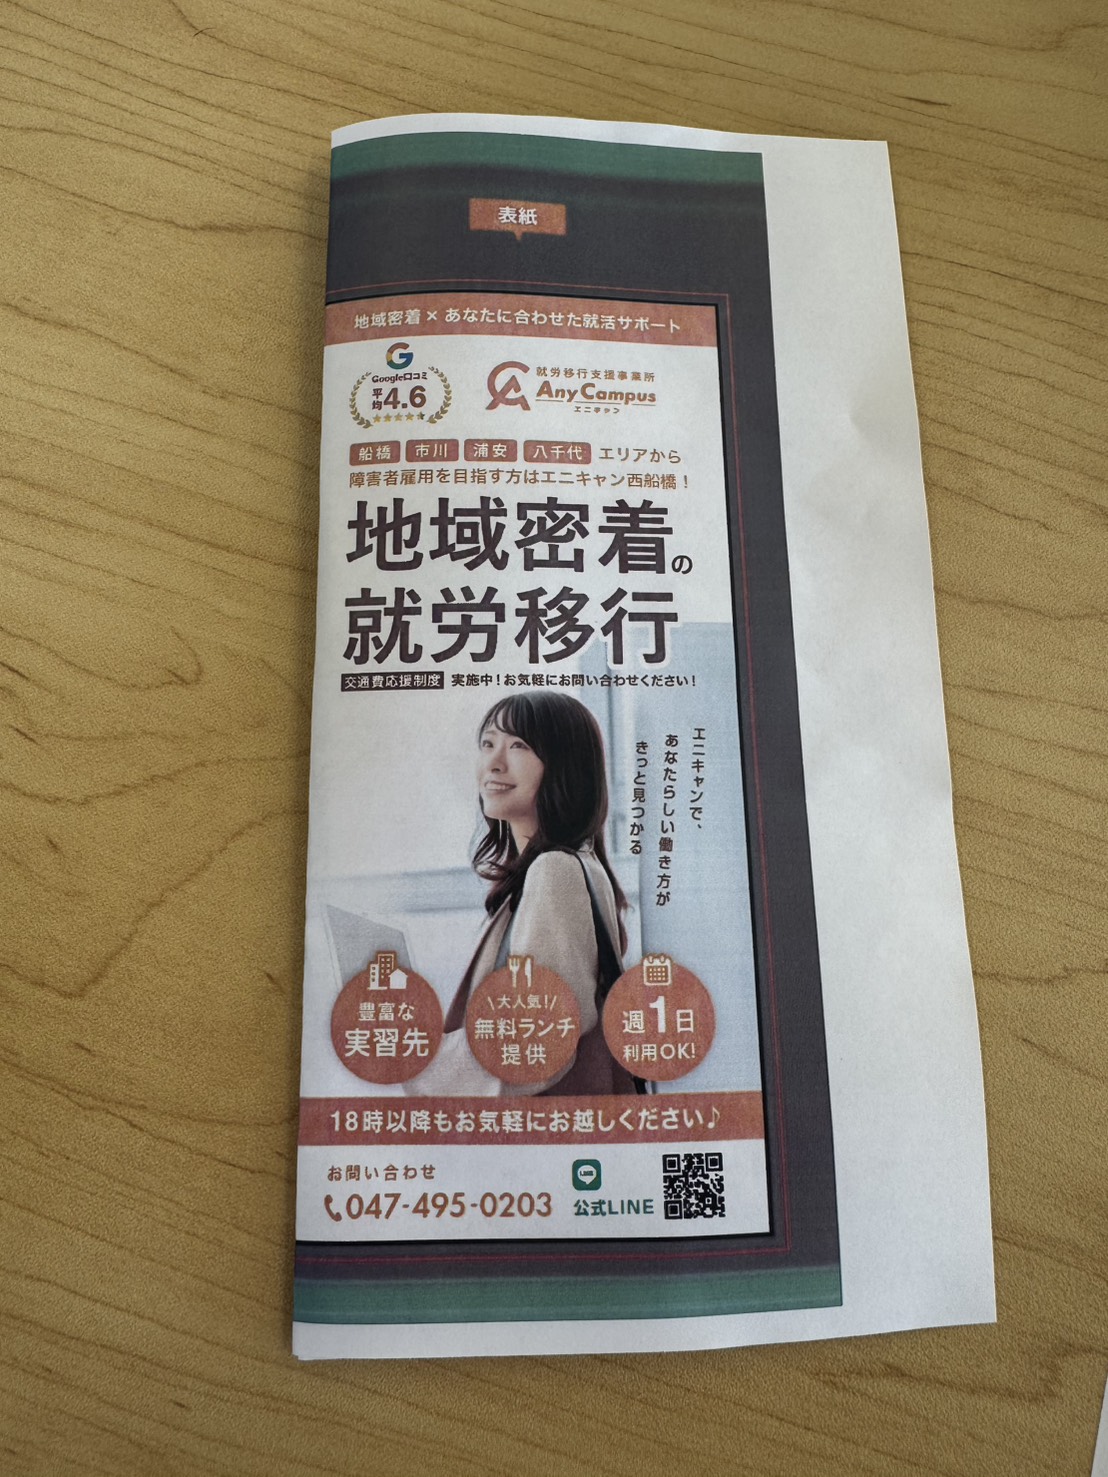 表紙
地域密着×あなたに合わせた就活サポート
G
Google口コミ
平均4.6
就労移行支援事業所
Any Campus
エニキャン
船橋 市川 浦安 八千代 エリアから
障害者雇用を目指す方はエニキャン西船橋！
地域密着の
就労移行
交通費応援制度 実施中！お気軽にお問い合わせください！
エニキャンで、
あなたらしい働き方が
きっと見つかる
豊富な
実習先
\大人気!/
無料ランチ
提供
週1日
利用OK!
18時以降もお気軽にお越しください♪
お問い合わせ
047-495-0203
LINE
公式LINE